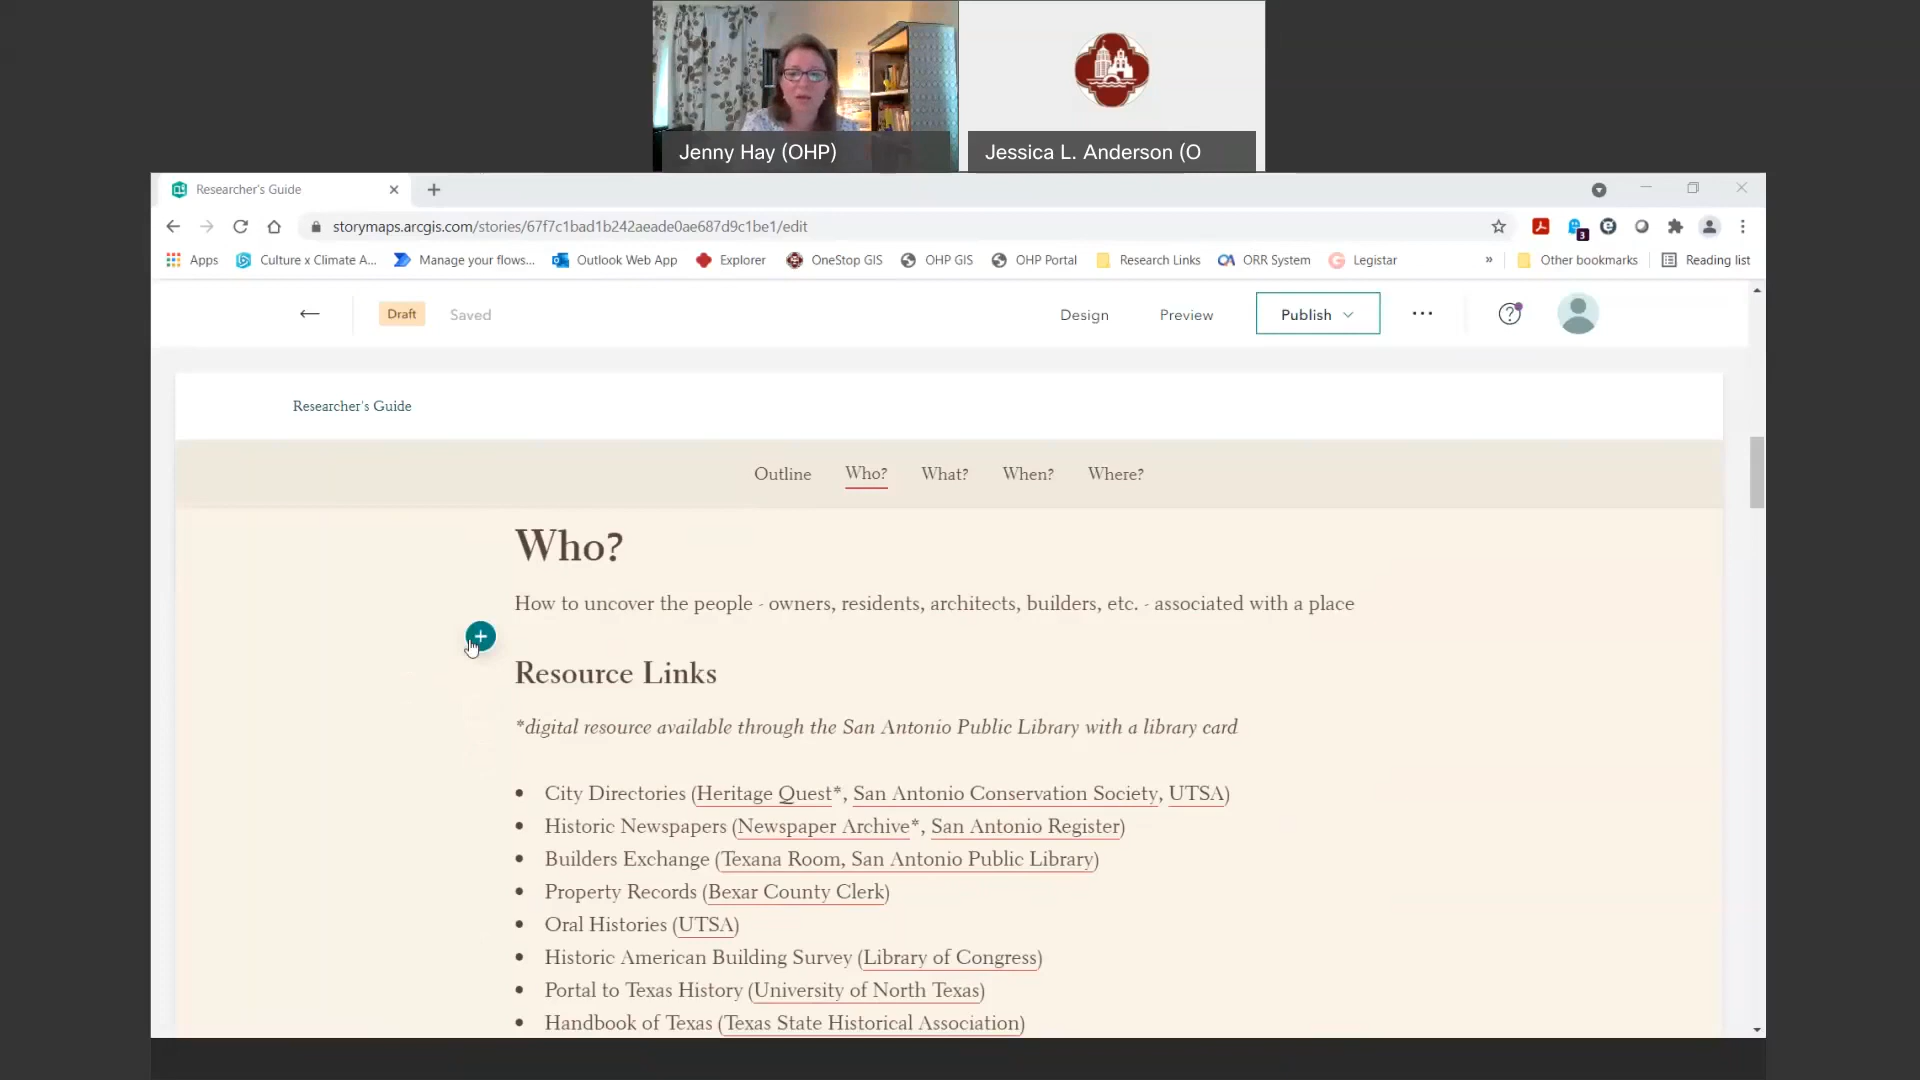 Jenny Hay (OHP)
Jessica L. Anderson (O
Researcher's Guide
storymaps.arcgis.com/stories/67f7c1bad1b242aeade0ae687d9c1be1/edit
3
Apps
Culture x Climate A...
Manage your flows...
Outlook Web App
Explorer
OneStop GIS
OHP GIS
OHP Portal
Research Links
ORR System
Legistar
»
Other bookmarks
Reading list
Draft
Saved
Design
Preview
Publish
Researcher's Guide
Outline
Who?
What?
When?
Where?
Who?
How to uncover the people - owners, residents, architects, builders, etc. - associated with a place
Resource Links
*digital resource available through the San Antonio Public Library with a library card
• City Directories (Heritage Quest*, San Antonio Conservation Society, UTSA)
• Historic Newspapers (Newspaper Archive*, San Antonio Register)
• Builders Exchange (Texana Room, San Antonio Public Library)
• Property Records (Bexar County Clerk)
• Oral Histories (UTSA)
• Historic American Building Survey (Library of Congress)
• Portal to Texas History (University of North Texas)
• Handbook of Texas (Texas State Historical Association)